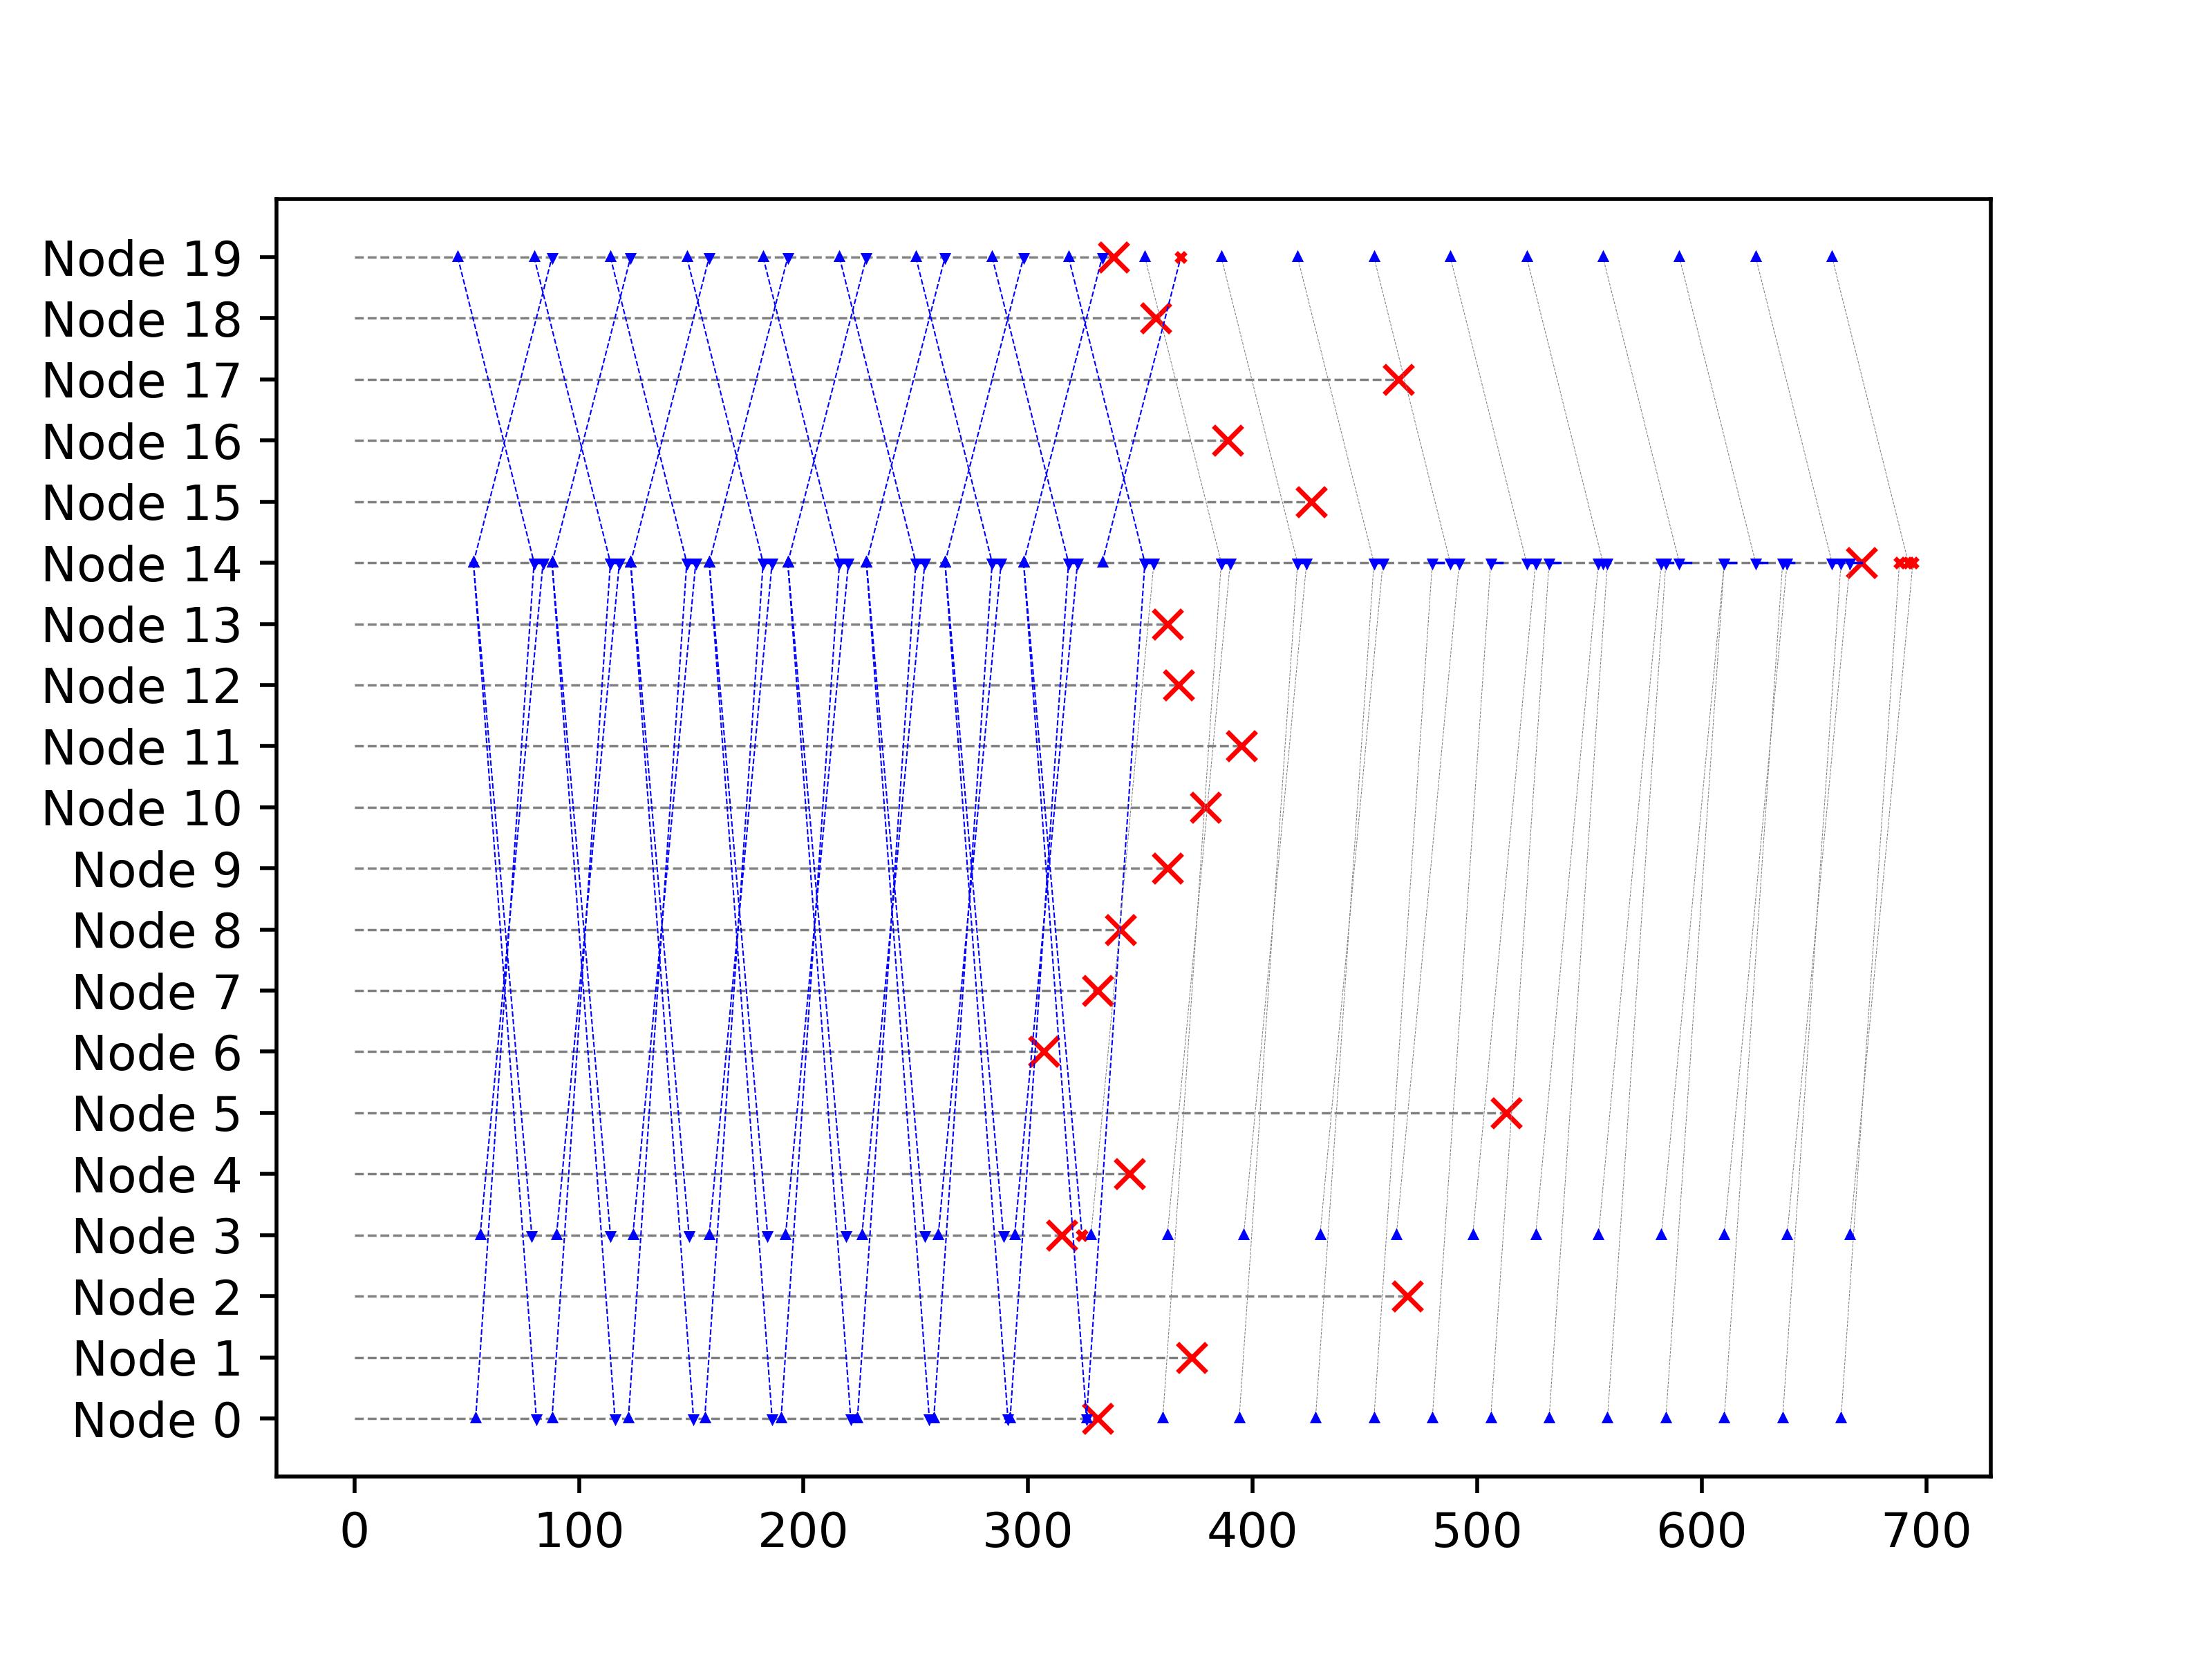 Node 19
Node 18
Node 17
Node 16
Node 15
Node 14
Node 13
Node 12
Node 11
Node 10
Node 9
Node 8
Node 7
Node 6
Node 5
Node 4
Node 3
Node 2
Node 1
Node 0
0 100 200 300 400 500 600 700